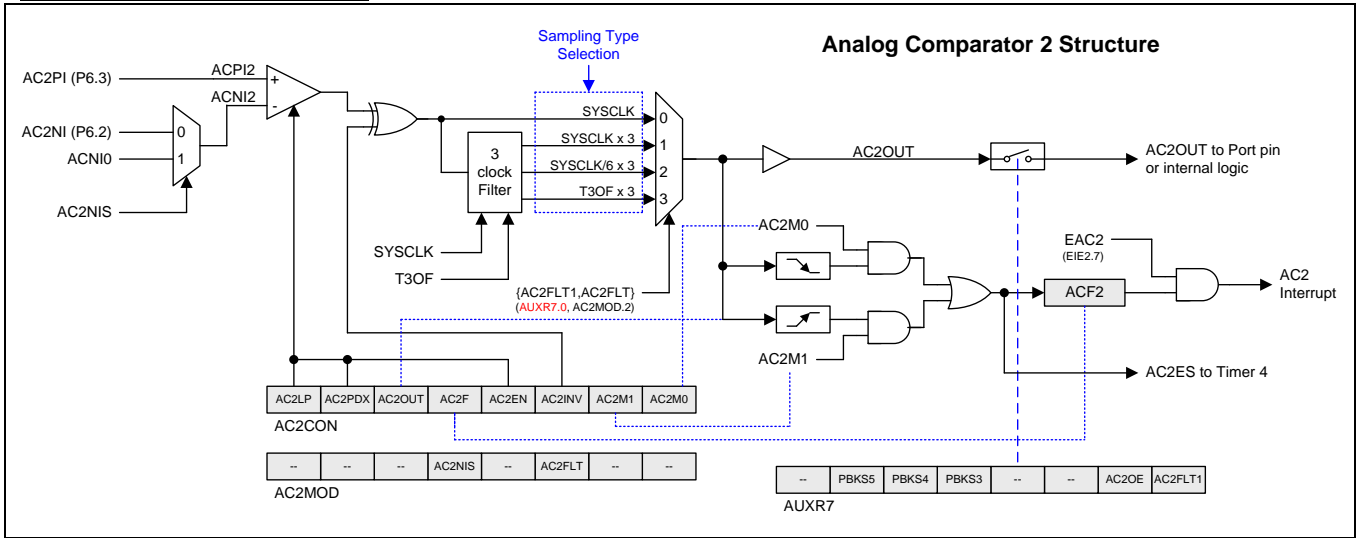 Analog Comparator 2 Structure
Sampling Type
Selection
AC2PI (P6.3)
ACPI2
+
ACNI2
-
AC2NI (P6.2)
0
ACNI0
1
AC2NIS
3
clock
Filter
SYSCLK
SYSCLK x 3
SYSCLK/6 x 3
T3OF x 3
0
1
2
3
SYSCLK
T3OF
{AC2FLT1,AC2FLT}
(AUXR7.0, AC2MOD.2)
AC2OUT
AC2OUT to Port pin
or internal logic
AC2M0
AC2M1
EAC2
(EIE2.7)
ACF2
AC2
Interrupt
AC2ES to Timer 4
AC2LP AC2PDX AC2OUT AC2F AC2EN AC2INV AC2M1 AC2M0
AC2CON
-- -- -- AC2NIS -- AC2FLT -- --
AC2MOD
-- PBKS5 PBKS4 PBKS3 -- -- AC2OE AC2FLT1
AUXR7